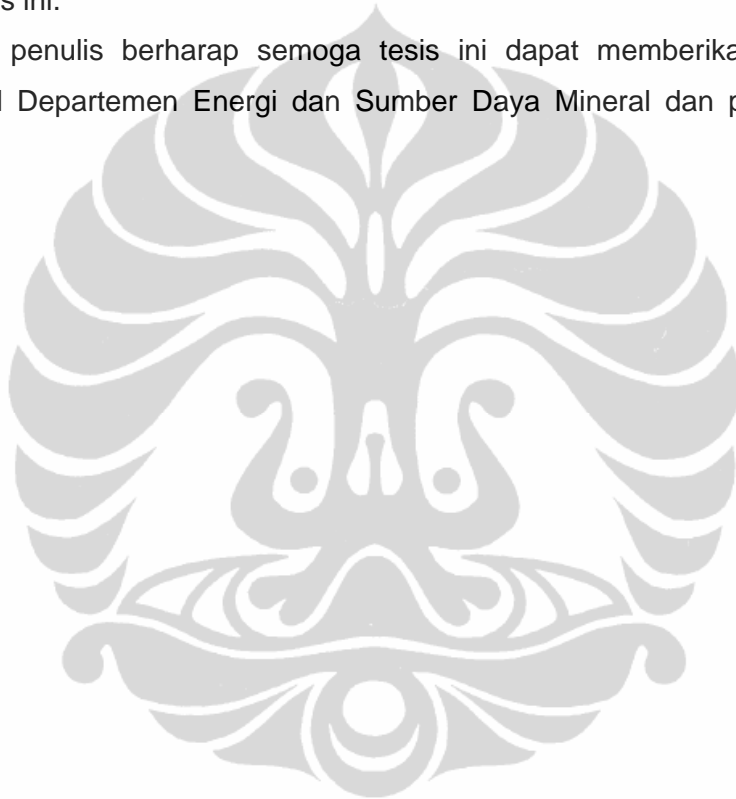 s ini.
penulis berharap semoga tesis ini dapat memberika
Departemen Energi dan Sumber Daya Mineral dan p